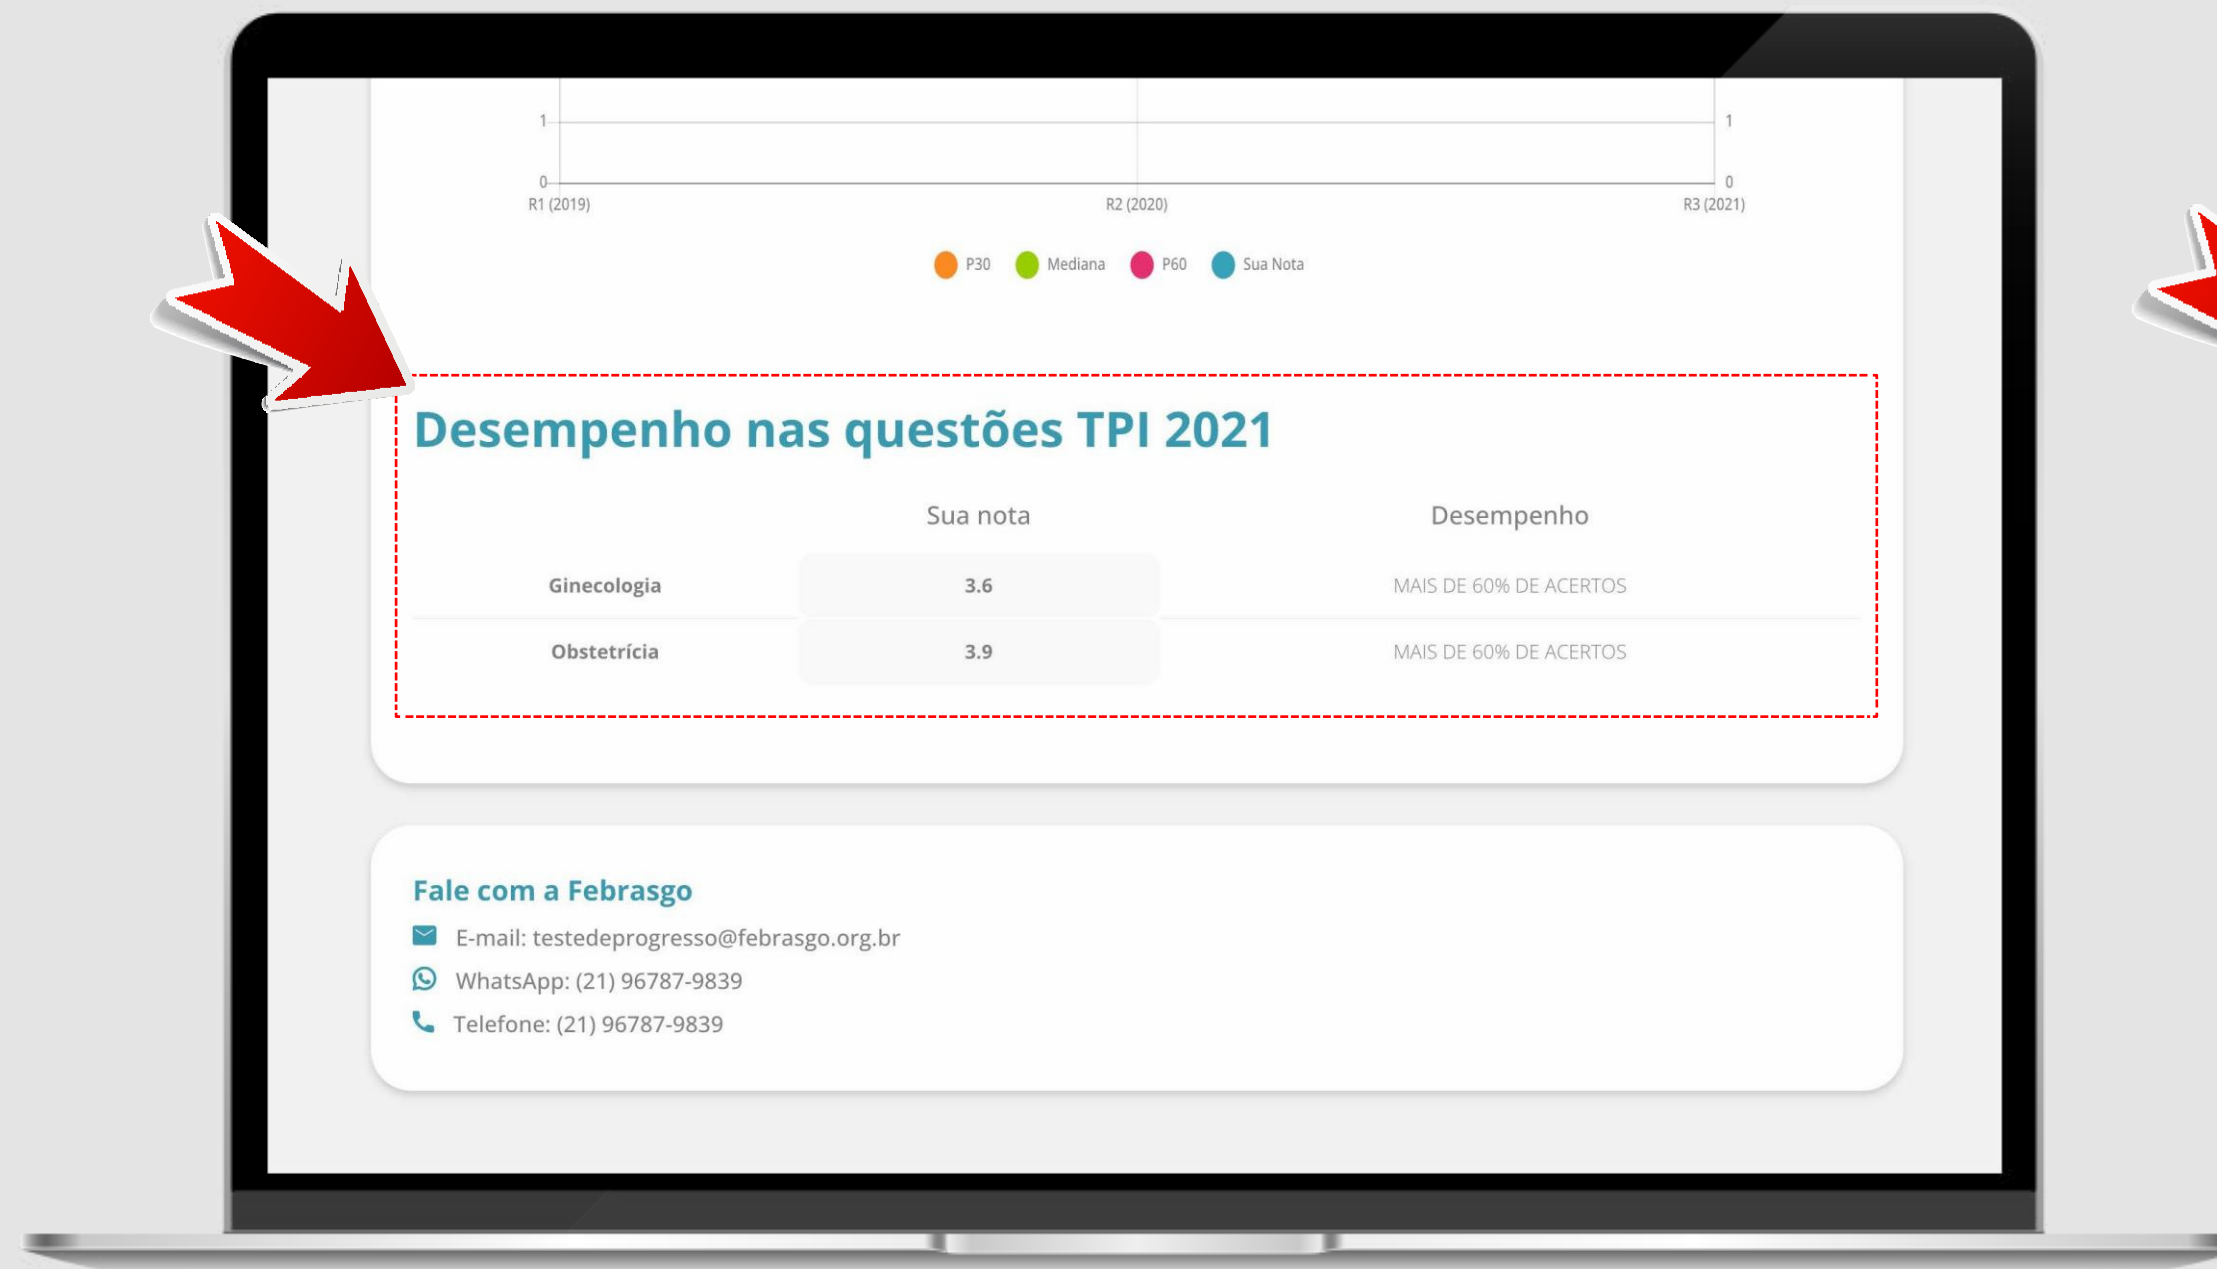 1 1
0 0
R1 (2019) R2 (2020) R3 (2021)
P30 Mediana P60 Sua Nota
Desempenho nas questões TPI 2021
Sua nota Desempenho
Ginecologia 3.6 MAIS DE 60% DE ACERTOS
Obstetrícia 3.9 MAIS DE 60% DE ACERTOS
Fale com a Febrasgo
E-mail: testedeprogresso@febrasgo.org.br
WhatsApp: (21) 96787-9839
Telefone: (21) 96787-9839